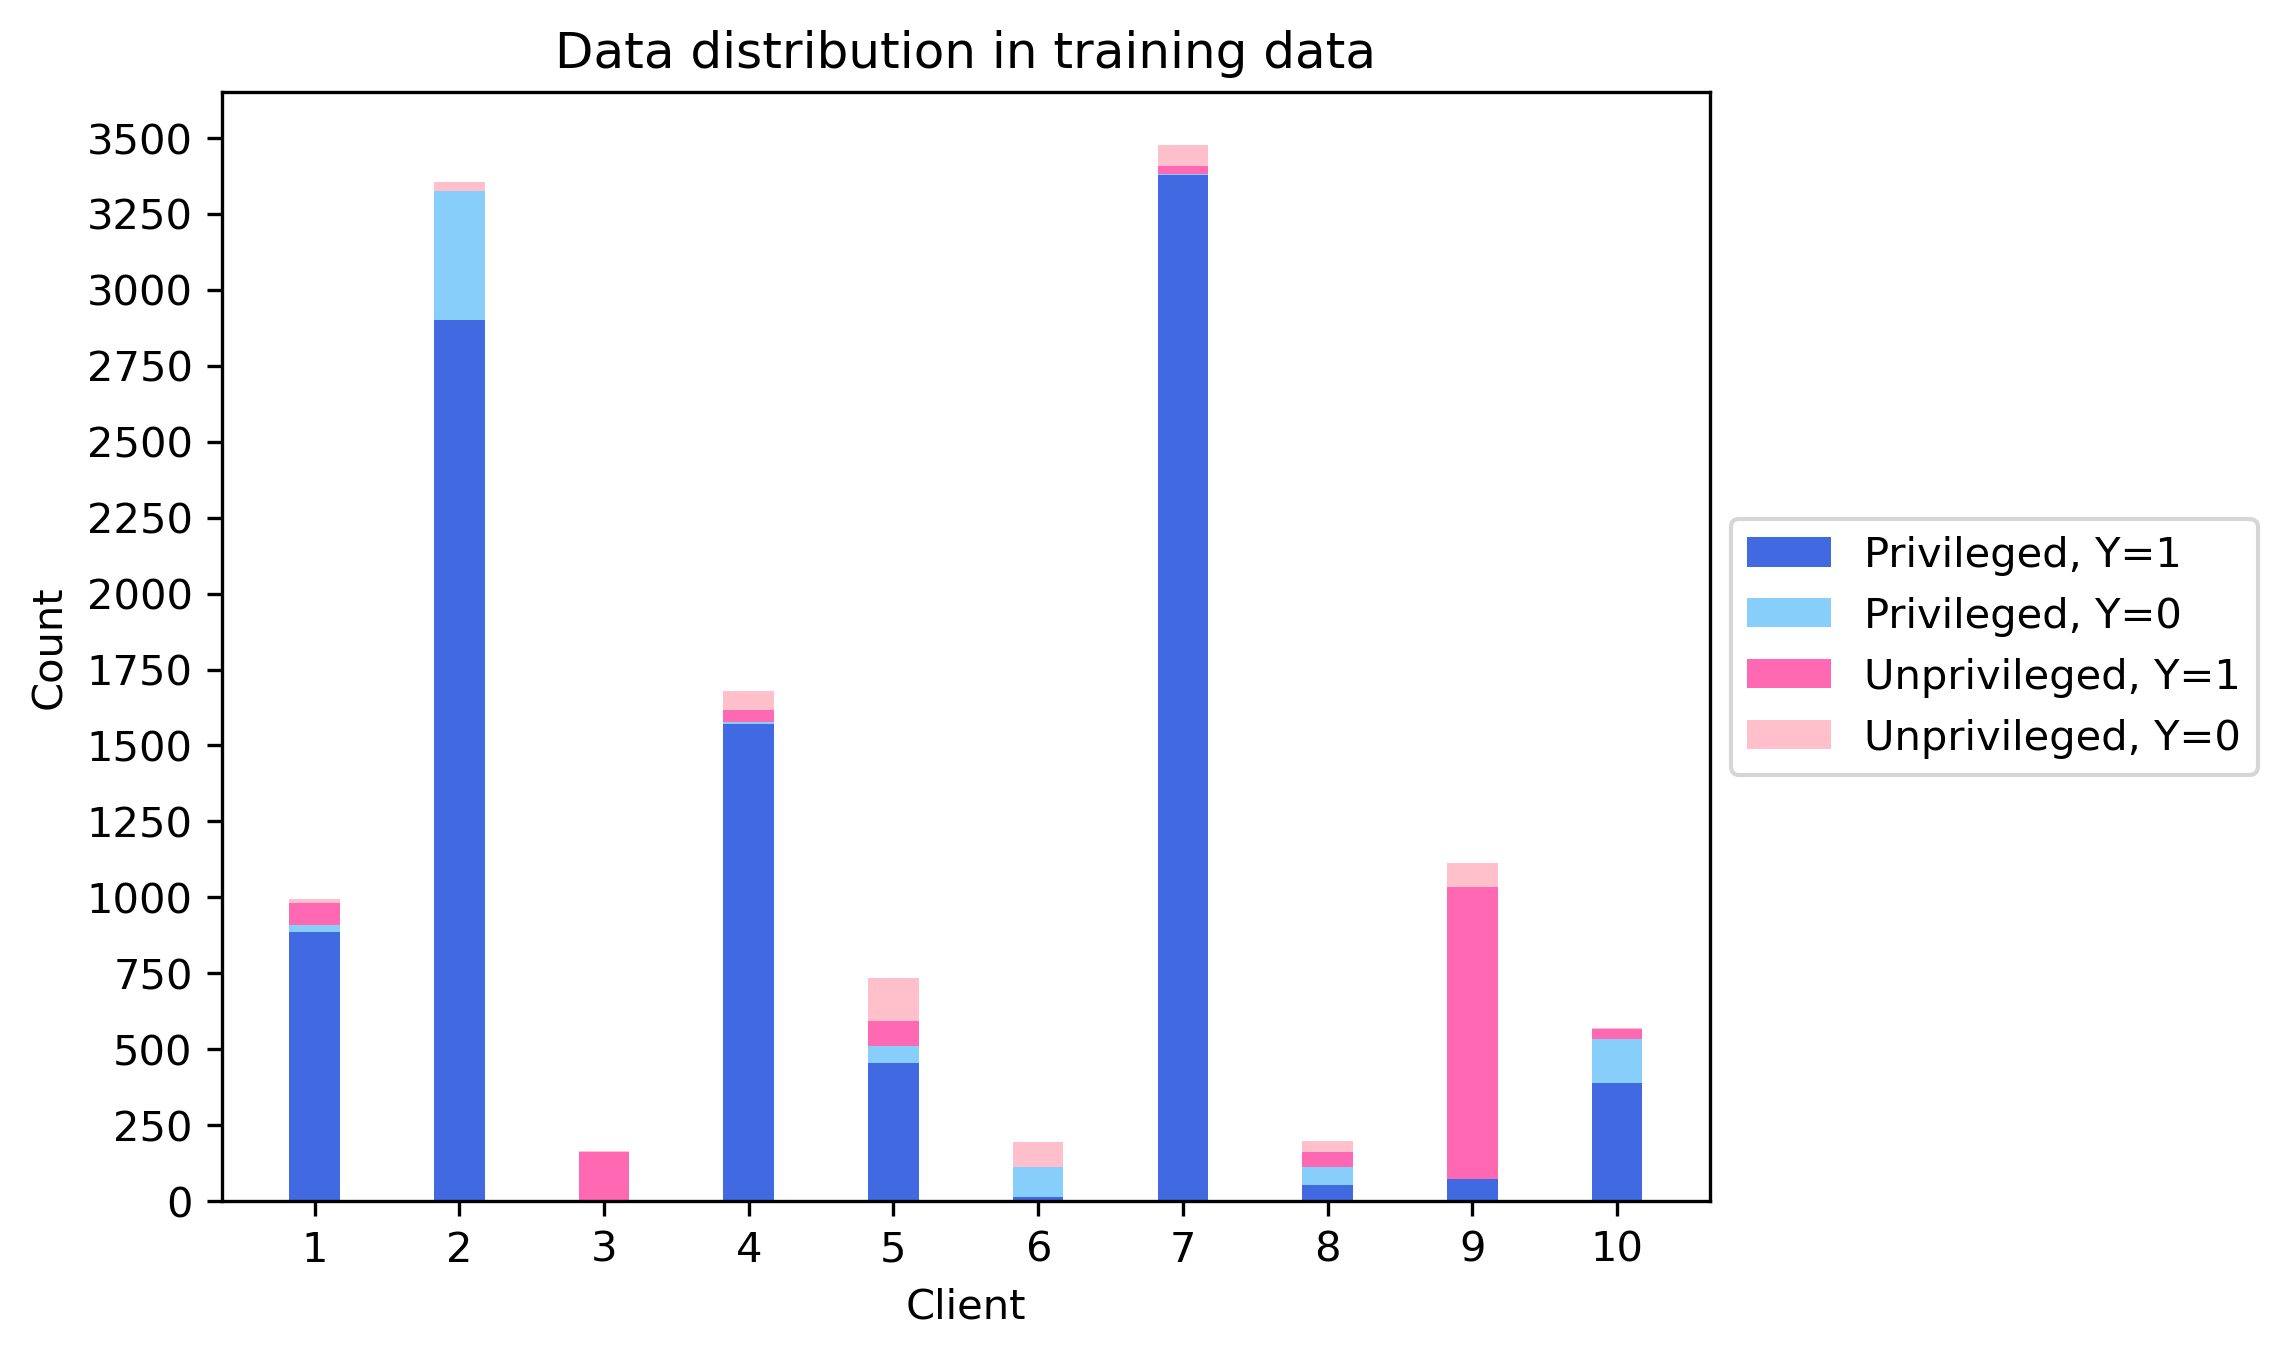 Data distribution in training data
3500
3250
3000
2750
2500
2250
2000
1750
1500
1250
1000
750
500
250
0
Count
1 2 3 4 5 6 7 8 9 10
Client
Privileged, Y=1
Privileged, Y=0
Unprivileged, Y=1
Unprivileged, Y=0